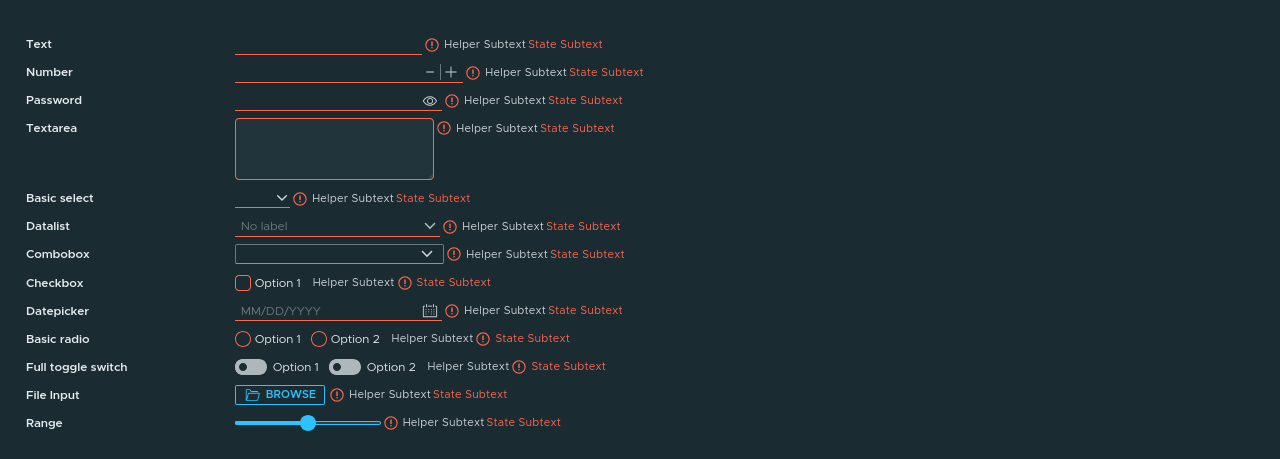 Text Helper Subtext State Subtext
Number Helper Subtext State Subtext
Password Helper Subtext State Subtext
Textarea Helper Subtext State Subtext
Basic select Helper Subtext State Subtext
Datalist No label Helper Subtext State Subtext
Combobox Helper Subtext State Subtext
Checkbox Option 1 Helper Subtext State Subtext
Datepicker MM/DD/YYYY Helper Subtext State Subtext
Basic radio Option 1 Option 2 Helper Subtext State Subtext
Full toggle switch Option 1 Option 2 Helper Subtext State Subtext
File Input BROWSE Helper Subtext State Subtext
Range Helper Subtext State Subtext